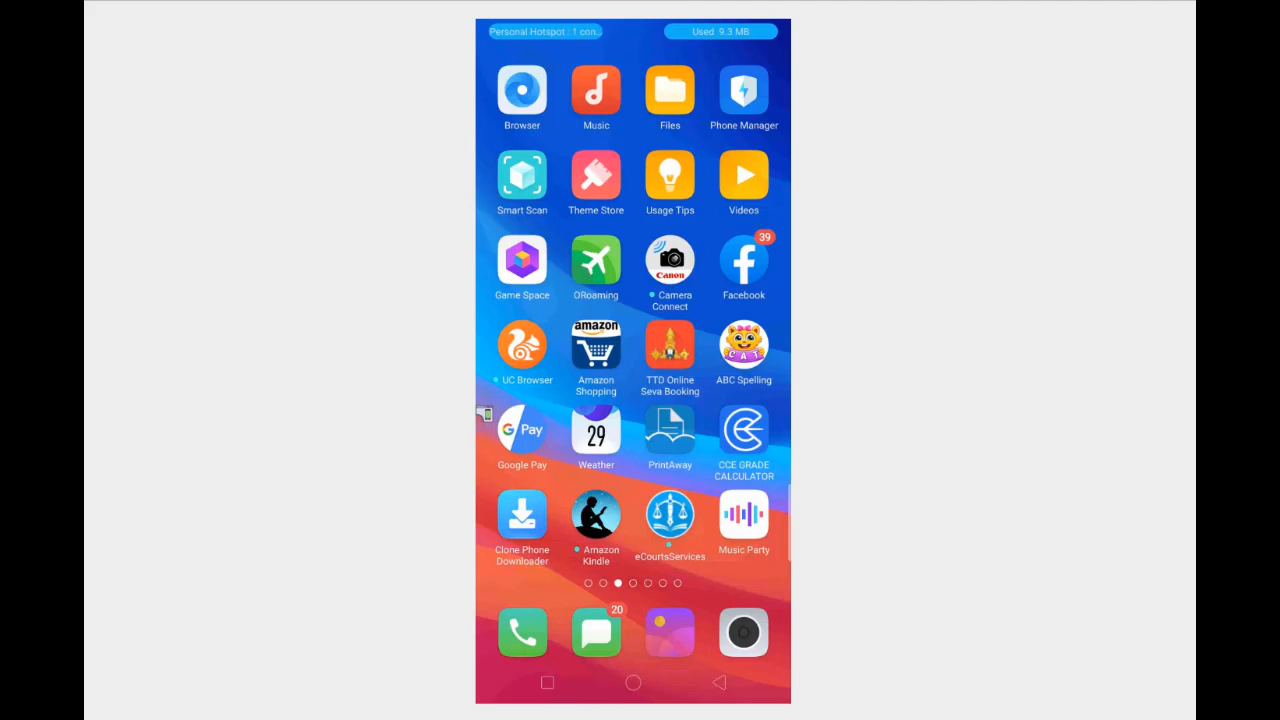 Personal Hotspot : 1 con...
Used 9.3 MB
Browser
Music
Files
Phone Manager
Smart Scan
Theme Store
Usage Tips
Videos
Game Space
ORoaming
Canon
Camera
Connect
39
Facebook
UC Browser
amazon
Amazon
Shopping
TTD Online
Seva Booking
CAT
ABC Spelling
G Pay
Google Pay
29
Weather
PrintAway
CCE GRADE
CALCULATOR
Clone Phone
Downloader
Amazon
Kindle
eCourtsServices
Music Party
20